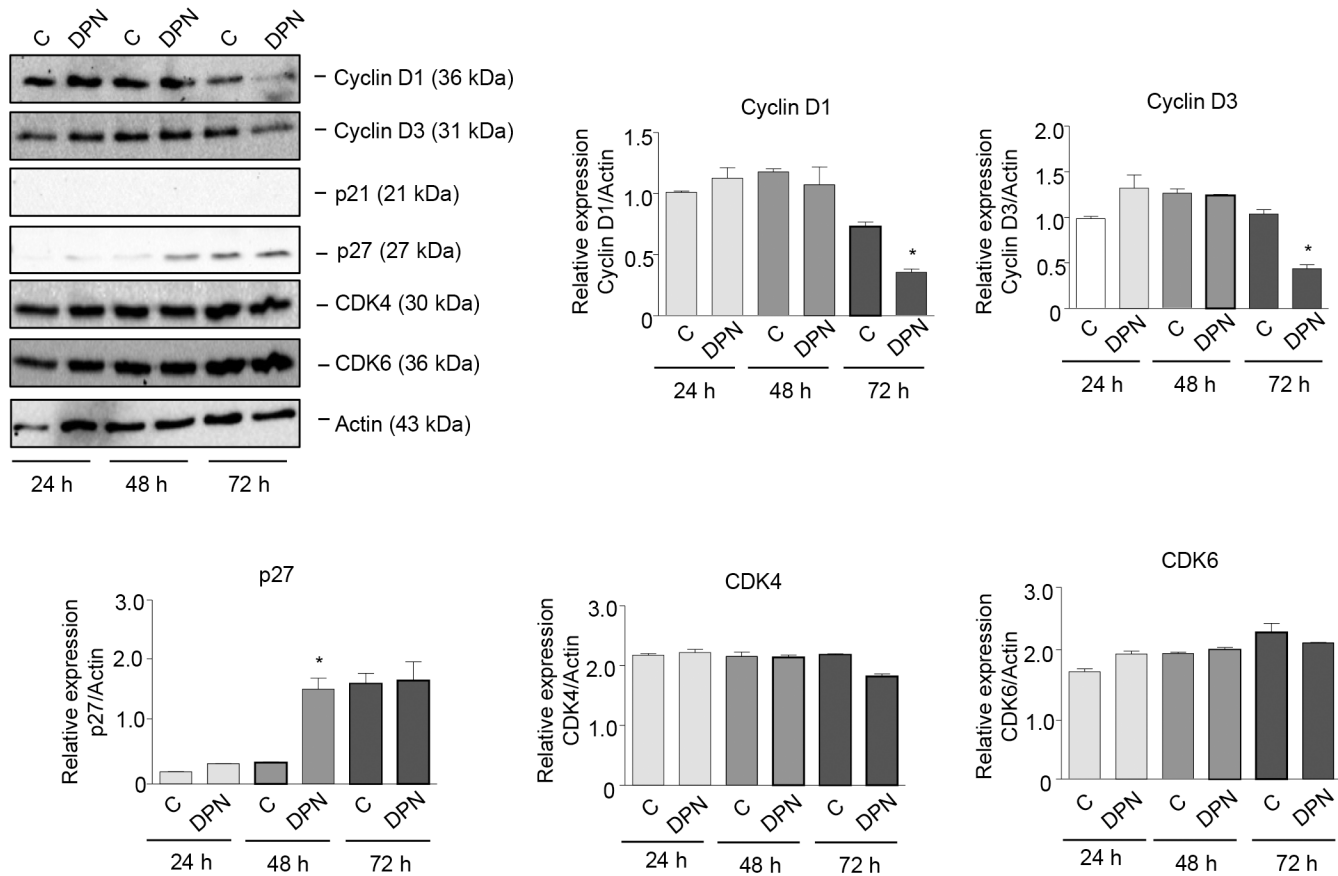 C DPN C DPN C DPN
Cyclin D1 (36 kDa)
Cyclin D3 (31 kDa)
p21 (21 kDa)
p27 (27 kDa)
CDK4 (30 kDa)
CDK6 (36 kDa)
Actin (43 kDa)
24 h 48 h 72 h
Cyclin D1
Relative expression
Cyclin D1/Actin
1.5
1.0
0.5
0
*
C DPN C DPN C DPN
24 h 48 h 72 h
Cyclin D3
Relative expression
Cyclin D3/Actin
2.0
1.5
1.0
0.5
0
*
C DPN C DPN C DPN
24 h 48 h 72 h
p27
Relative expression
p27/Actin
3.0
2.0
1.0
0
*
C DPN C DPN C DPN
24 h 48 h 72 h
CDK4
Relative expression
CDK4/Actin
3.0
2.0
1.0
0
C DPN C DPN C DPN
24 h 48 h 72 h
CDK6
Relative expression
CDK6/Actin
3.0
2.0
1.0
0
C DPN C DPN C DPN
24 h 48 h 72 h